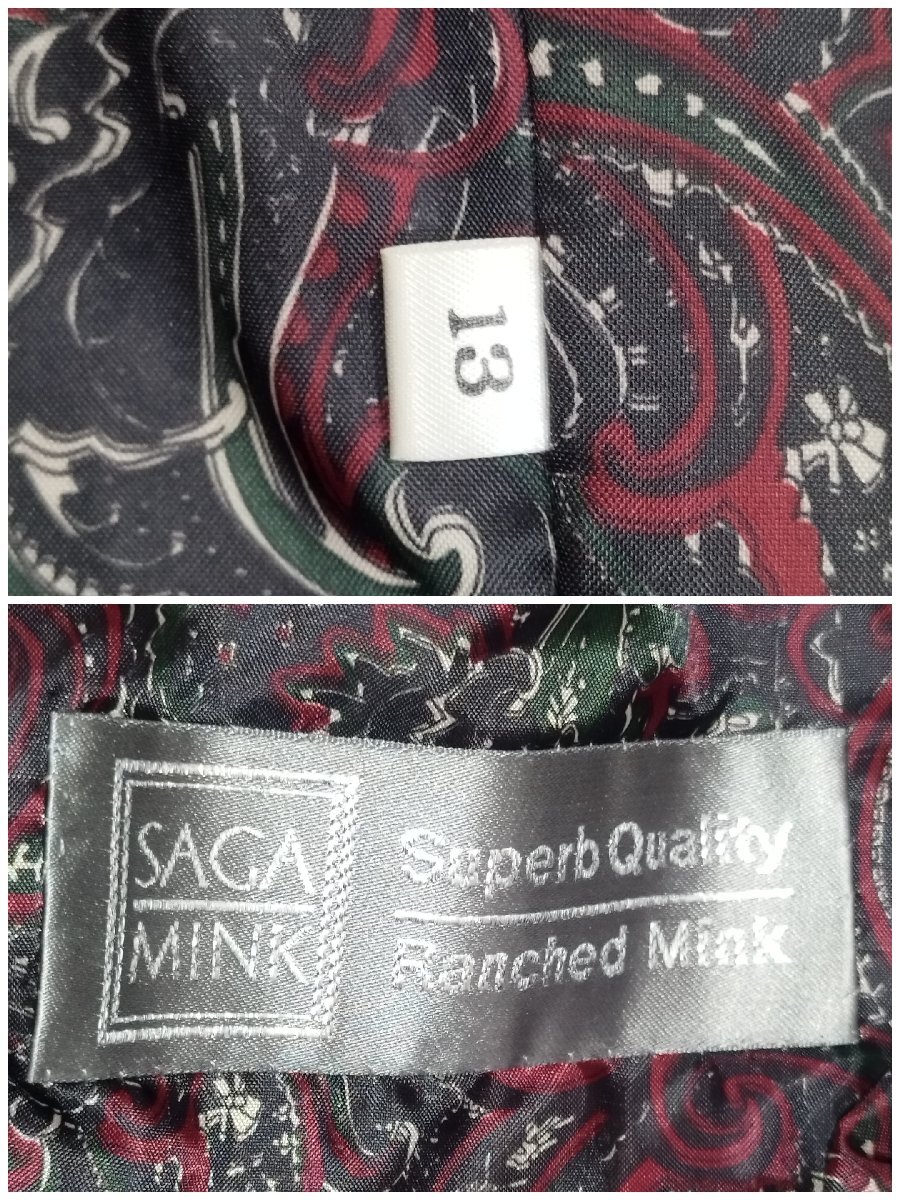 13
SAGA
MINK
Superb Quality
Ranched Mink